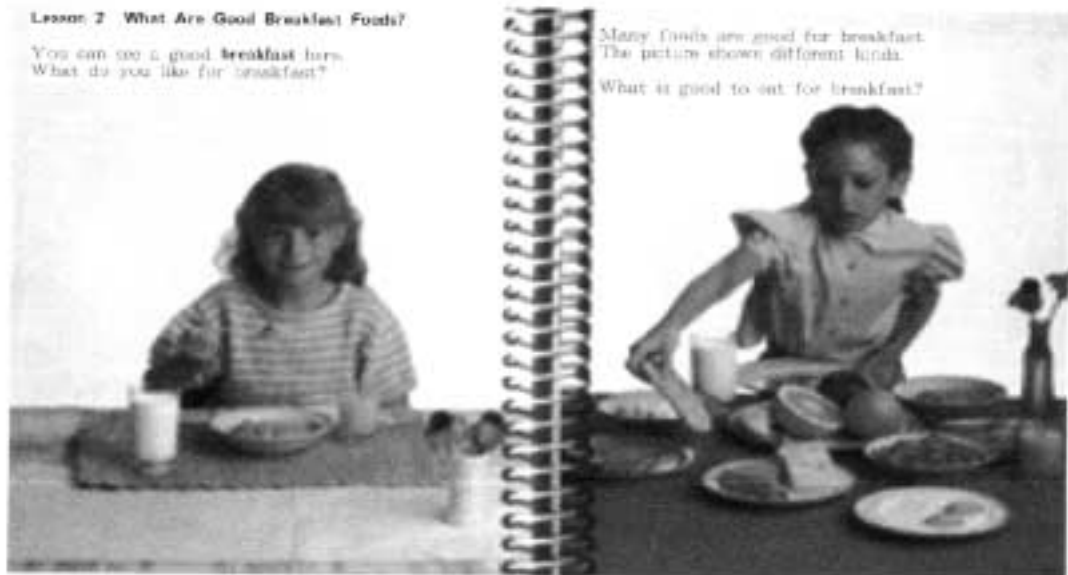 Lesson 2 What Are Good Breakfast Foods?
You can see a good breakfast here.
What do you like for breakfast?
Many foods are good for breakfast.
The picture shows different kinds.
What is good to eat for breakfast?